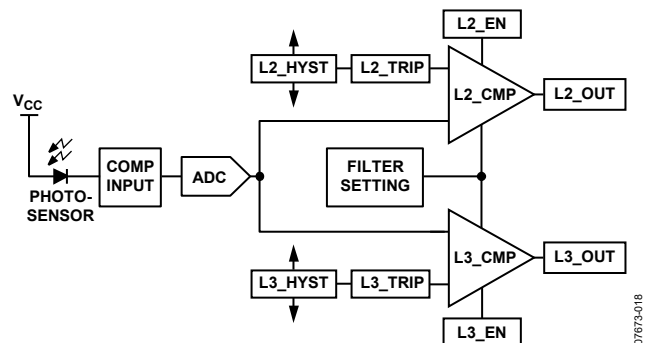 L2_EN
L2_HYST
L2_TRIP
L2_CMP
L2_OUT
VCC
COMP
INPUT
ADC
FILTER
SETTING
PHOTO-
SENSOR
L3_CMP
L3_OUT
L3_HYST
L3_TRIP
L3_EN
07673-018